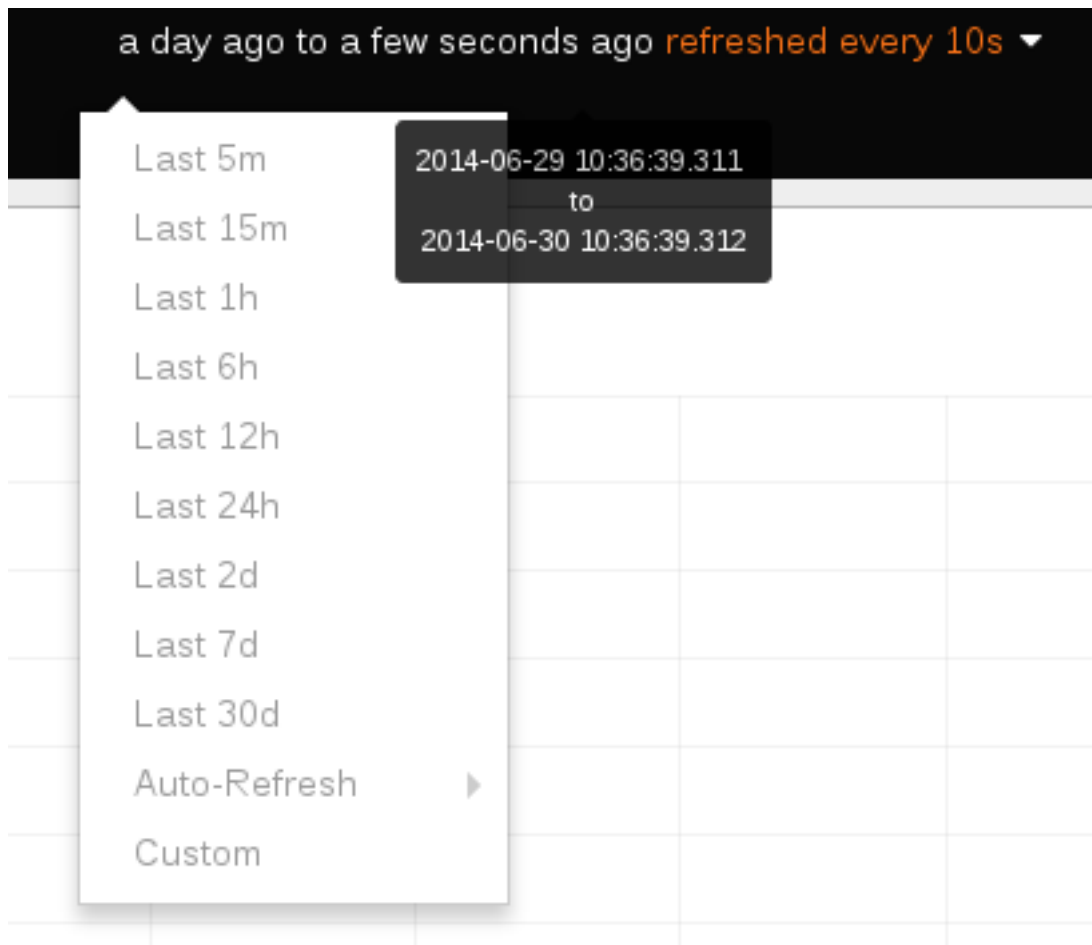 a day ago to a few seconds ago refreshed every 10s
Last 5m
Last 15m
Last 1h
Last 6h
Last 12h
Last 24h
Last 2d
Last 7d
Last 30d
Auto-Refresh
Custom
2014-06-29 10:36:39.311
to
2014-06-30 10:36:39.312